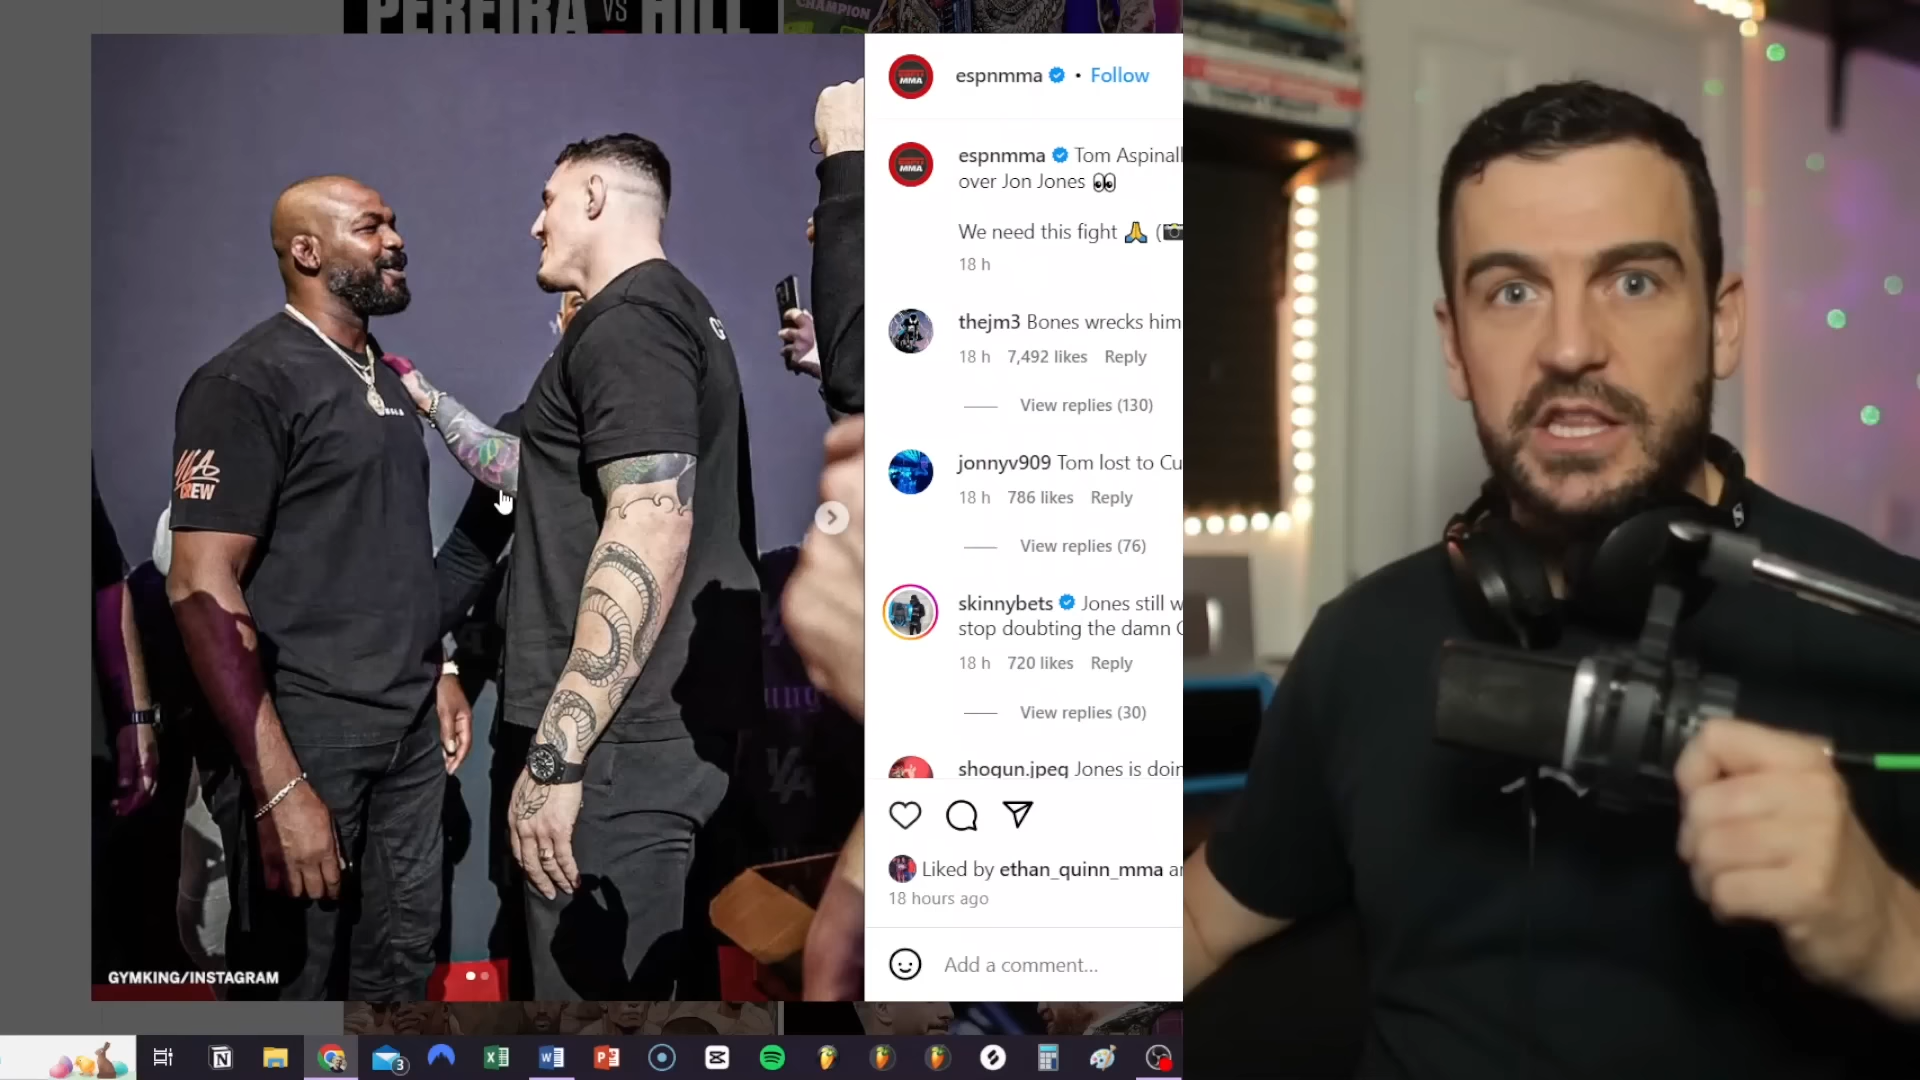 PEREIRA VS HILL
CHAMPION
espnmma • Follow
espnmma Tom Aspinall
over Jon Jones 👀
We need this fight 🙏 (📷
18 h
thejm3 Bones wrecks him
18 h 7,492 likes Reply
View replies (130)
jonnyv909 Tom lost to Cu
18 h 786 likes Reply
View replies (76)
skinnybets Jones still w
stop doubting the damn G
18 h 720 likes Reply
View replies (30)
shogun.jpeg Jones is doin
Liked by ethan_quinn_mma a
18 hours ago
Add a comment...
MMA
MMA
CREW
GYMKING/INSTAGRAM
3